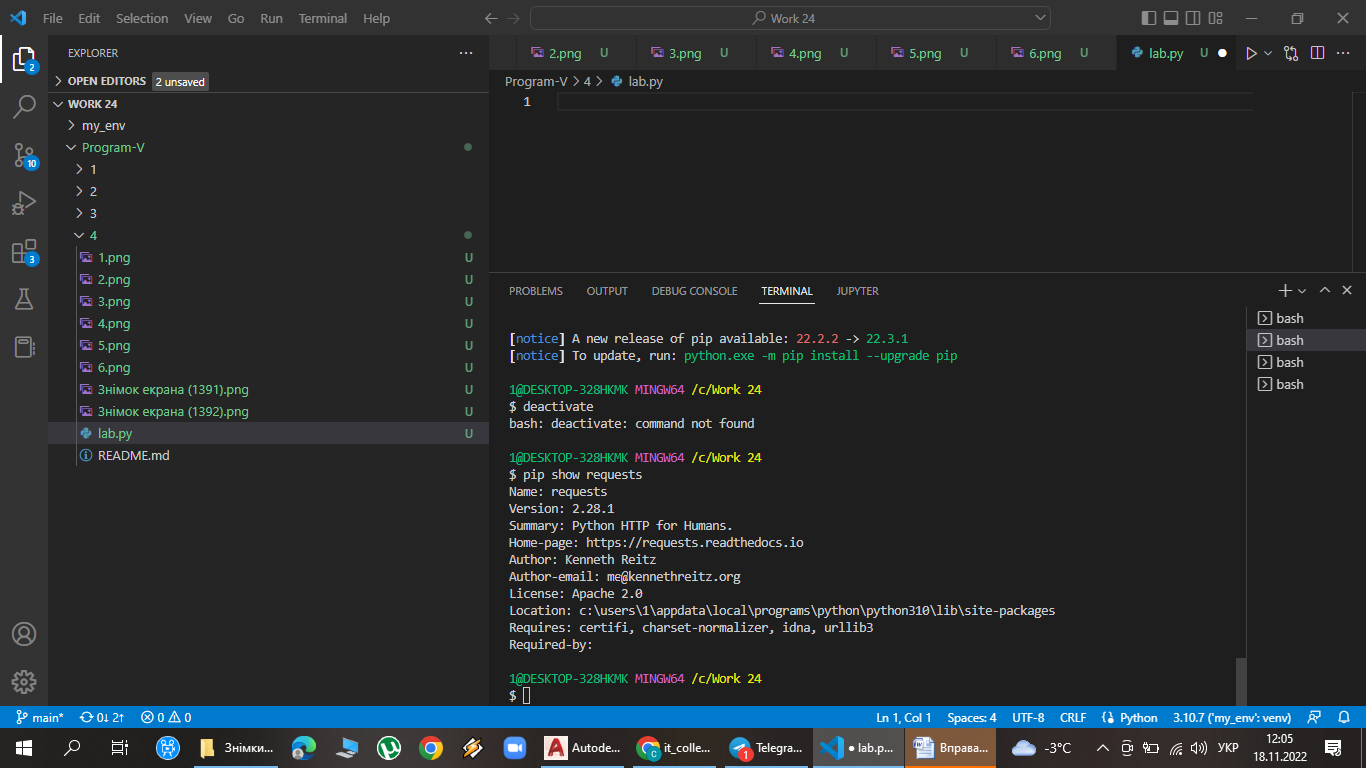 File Edit Selection View Go Run Terminal Help
Work 24
EXPLORER
OPEN EDITORS 2 unsaved
WORK 24
my_env
Program-V
1
2
3
4
1.png U
2.png U
3.png U
4.png U
5.png U
6.png U
Знімок екрана (1391).png U
Знімок екрана (1392).png U
lab.py U
README.md
2
10
3
2.png U 3.png U 4.png U 5.png U 6.png U lab.py U
Program-V > 4 > lab.py
1
PROBLEMS OUTPUT DEBUG CONSOLE TERMINAL JUPYTER
[notice] A new release of pip available: 22.2.2 -> 22.3.1
[notice] To update, run: python.exe -m pip install --upgrade pip
1@DESKTOP-328HKMK MINGW64 /c/Work 24
$ deactivate
bash: deactivate: command not found
1@DESKTOP-328HKMK MINGW64 /c/Work 24
$ pip show requests
Name: requests
Version: 2.28.1
Summary: Python HTTP for Humans.
Home-page: https://requests.readthedocs.io
Author: Kenneth Reitz
Author-email: me@kennethreitz.org
License: Apache 2.0
Location: c:\users\1\appdata\local\programs\python\python310\lib\site-packages
Requires: certifi, charset-normalizer, idna, urllib3
Required-by:
1@DESKTOP-328HKMK MINGW64 /c/Work 24
$
bash
bash
bash
bash
main* 0↓ 2↑ 0 0 Ln 1, Col 1 Spaces: 4 UTF-8 CRLF Python 3.10.7 ('my_env': venv)
Знімки... Autode... it_colle... Telegra... 1 ● lab.p... Вправа... -3°C УКР 12:05
18.11.2022